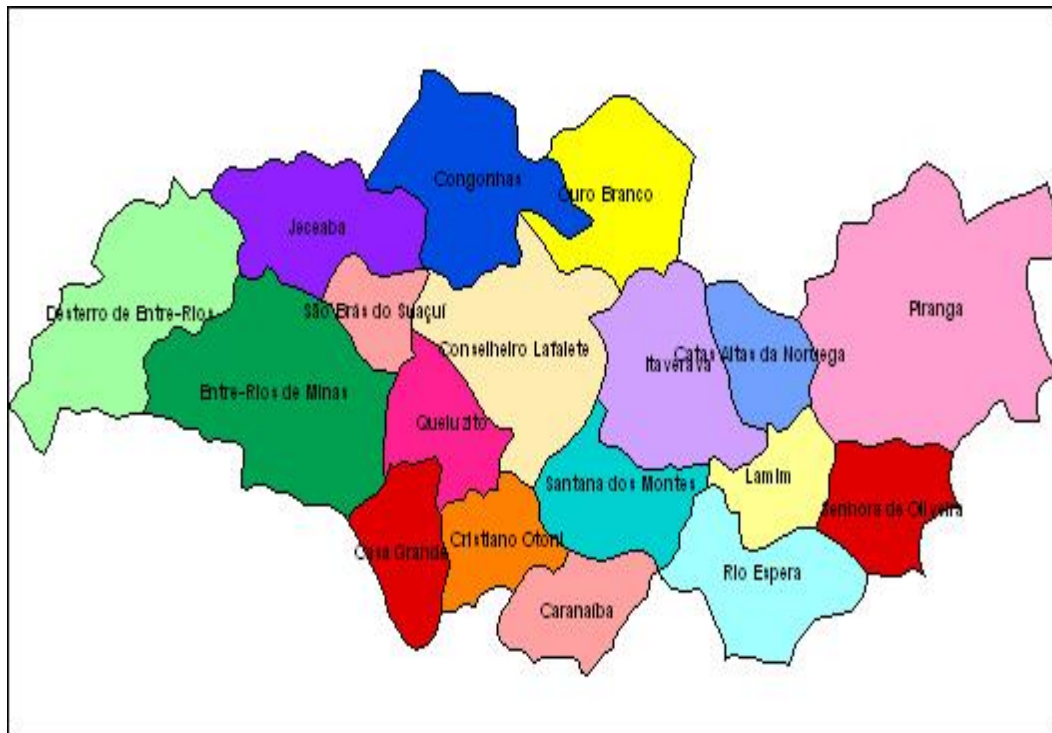 Congonhas
Ouro Branco
Jeceaba
Desterro de Entre-Rios
São Brás do Suaçuí
Piranga
Conselheiro Lafaiete
Itaverava
Catas Altas da Noruega
Entre-Rios de Minas
Queluzito
Santana dos Montes
Lamim
Senhora de Oliveira
Casa Grande
Cristiano Otoni
Rio Espera
Caranaíba